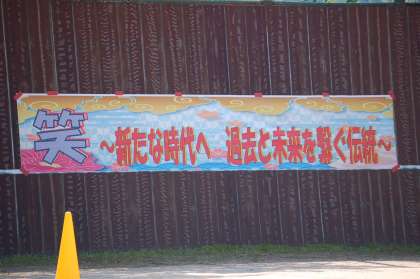 笑 ～新たな時代へ 過去と未来を繋ぐ伝統～